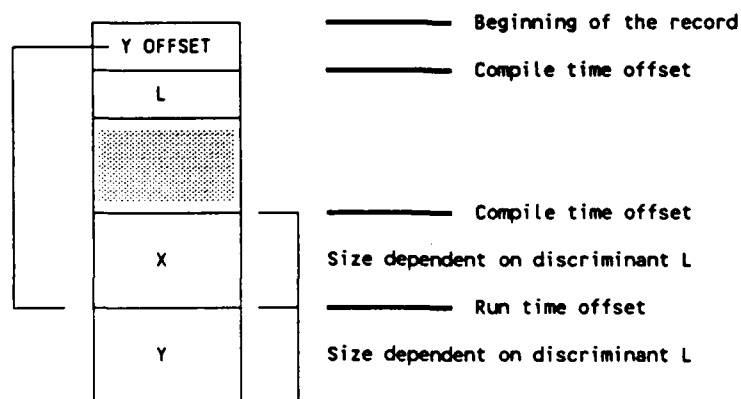 Beginning of the record
Y OFFSET
Compile time offset
L
Compile time offset
X
Size dependent on discriminant L
Run time offset
Y
Size dependent on discriminant L